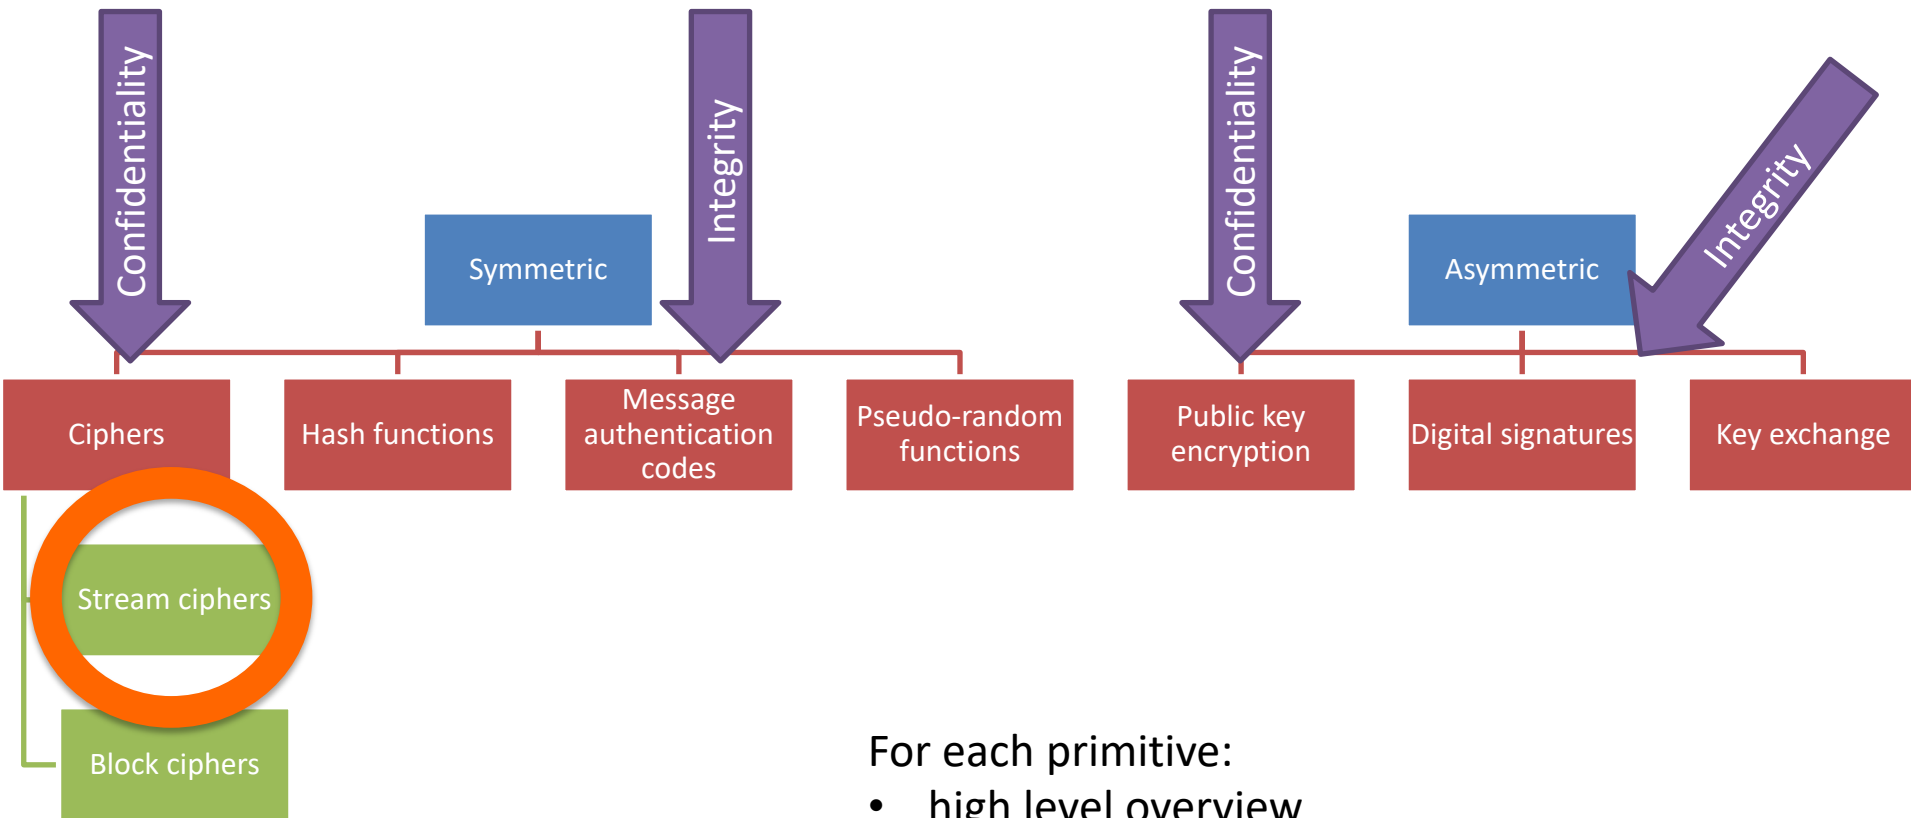 Confidentiality
Integrity
Confidentiality
Integrity
Symmetric
Asymmetric
Ciphers
Hash functions
Message
authentication
codes
Pseudo-random
functions
Public key
encryption
Digital signatures
Key exchange
Stream ciphers
Block ciphers
For each primitive:
• high level overview